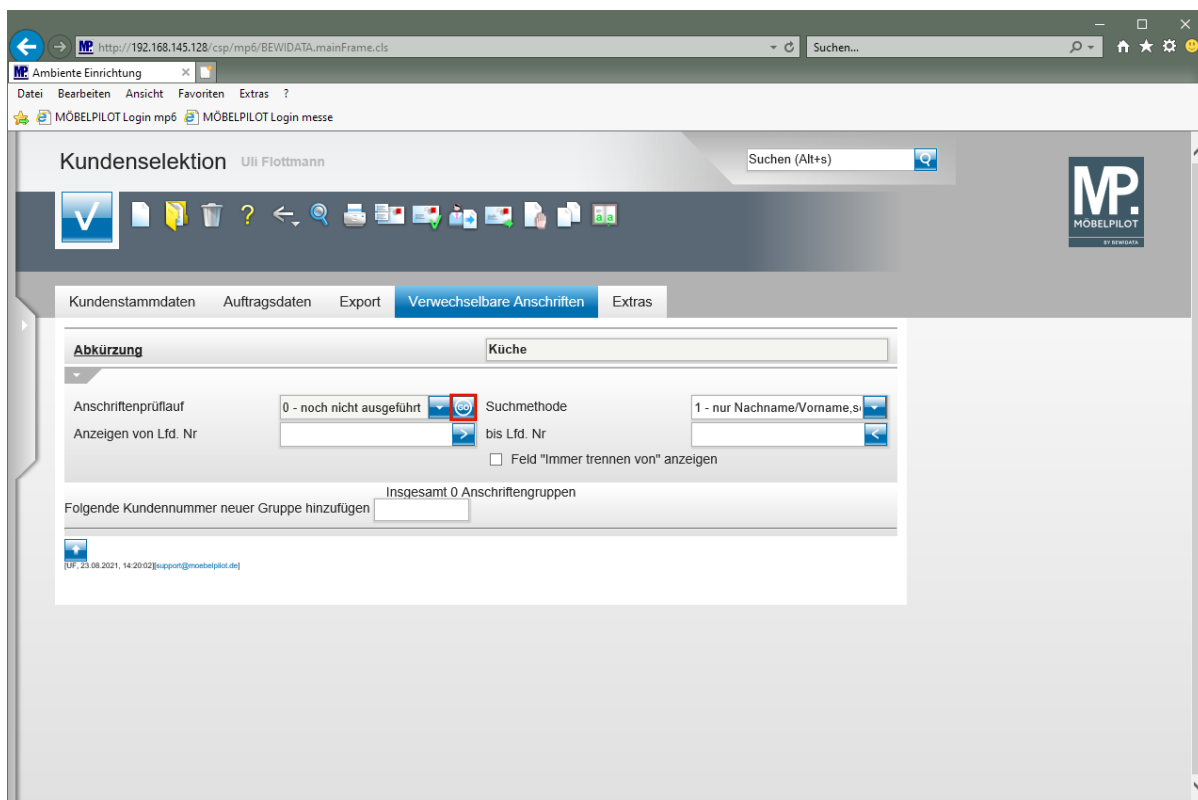 http://192.168.145.128/csp/mp6/BEWIDATA.mainFrame.cls
Suchen...
MP. Ambiente Einrichtung
Datei Bearbeiten Ansicht Favoriten Extras ?
MÖBELPILOT Login mp6 MÖBELPILOT Login messe
Kundenselektion Uli Flottmann
Suchen (Alt+s)
MP.
MÖBELPILOT
BY BEWIDATA
Kundenstammdaten Auftragsdaten Export Verwechselbare Anschriften Extras
Abkürzung Küche
Anschriftenprüflauf 0 - noch nicht ausgeführt GO Suchmethode 1 - nur Nachname/Vorname,s
Anzeigen von Lfd. Nr bis Lfd. Nr
Feld "Immer trennen von" anzeigen
Insgesamt 0 Anschriftengruppen
Folgende Kundennummer neuer Gruppe hinzufügen
[UF, 23.08.2021, 14:20:02][support@moebelpilot.de]